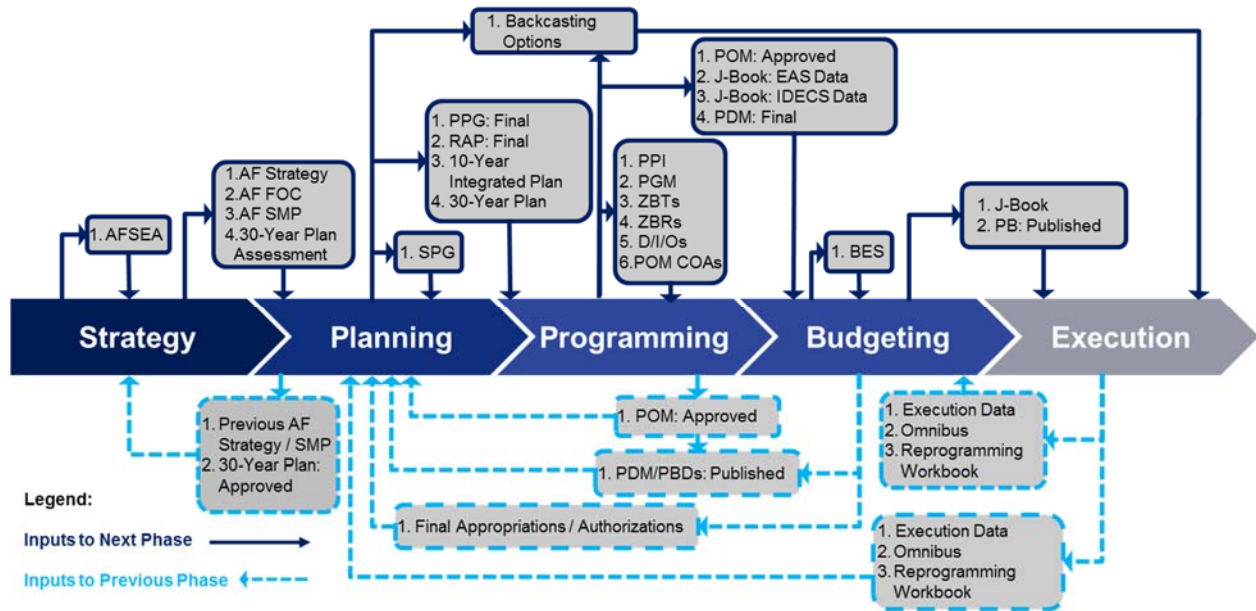 1. Backcasting
Options
1. POM: Approved
2. J-Book: EAS Data
3. J-Book: IDECS Data
4. PDM: Final
1. PPG: Final
2. RAP: Final
3. 10-Year
Integrated Plan
4. 30-Year Plan
1. PPI
2. PGM
3. ZBTs
4. ZBRs
5. D/I/Os
6.POM COAs
1.AF Strategy
2.AF FOC
3.AF SMP
4.30-Year Plan
Assessment
1. AFSEA
1. SPG
1. BES
1. J-Book
2. PB: Published
Strategy
Planning
Programming
Budgeting
Execution
1. Previous AF
Strategy / SMP
2. 30-Year Plan:
Approved
1. POM: Approved
1. PDM/PBDs: Published
1. Final Appropriations / Authorizations
1. Execution Data
2. Omnibus
3. Reprogramming
Workbook
1. Execution Data
2. Omnibus
3. Reprogramming
Workbook
Legend:
Inputs to Next Phase
Inputs to Previous Phase